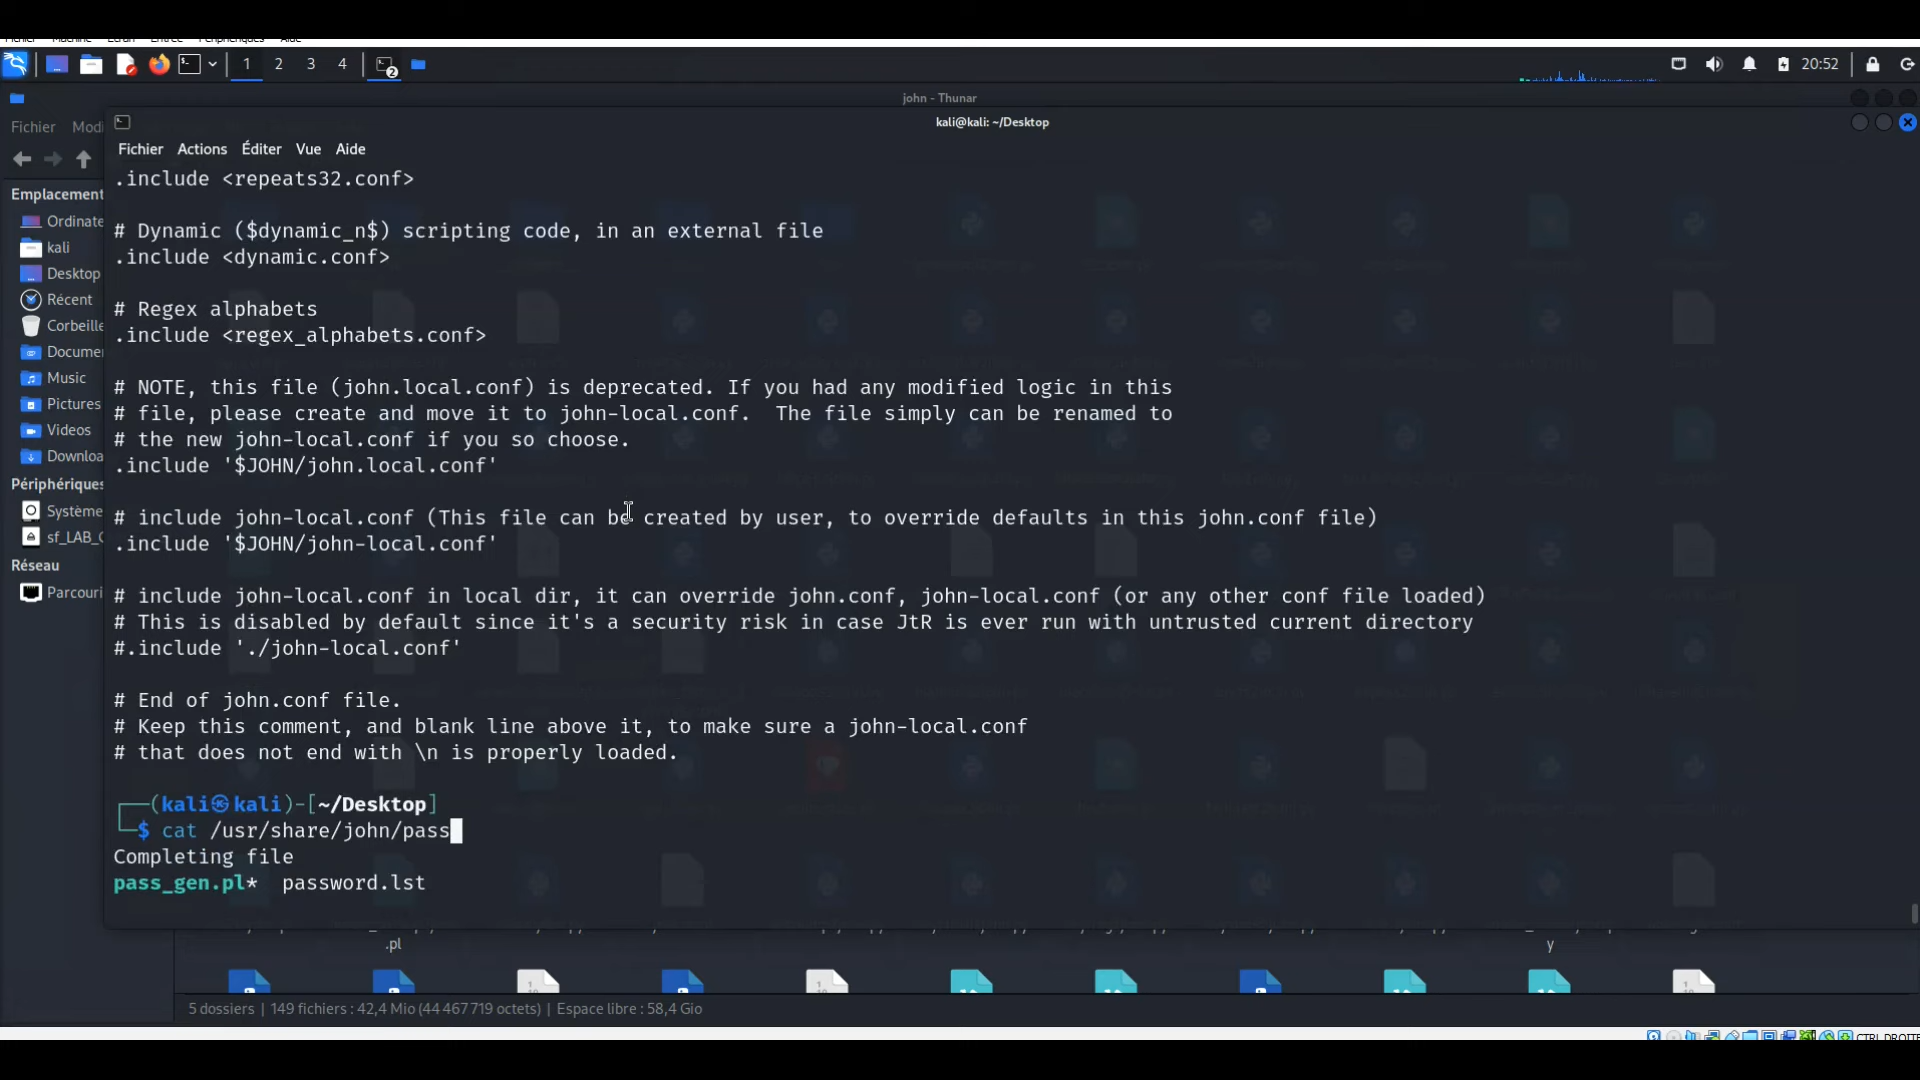 1 2 3 4 2 20:52
john - Thunar
kali@kali: ~/Desktop
Fichier Modi
Fichier Actions Éditer Vue Aide
Emplacement
Ordinate
kali
Desktop
Récent
Corbeille
Documen
Music
Pictures
Videos
Downloa
Périphériques
Système
sf_LAB_
Réseau
Parcouri
.include <repeats32.conf>
# Dynamic ($dynamic_n$) scripting code, in an external file
.include <dynamic.conf>
# Regex alphabets
.include <regex_alphabets.conf>
# NOTE, this file (john.local.conf) is deprecated. If you had any modified logic in this
# file, please create and move it to john-local.conf.  The file simply can be renamed to
# the new john-local.conf if you so choose.
.include '$JOHN/john.local.conf'
# include john-local.conf (This file can be created by user, to override defaults in this john.conf file)
.include '$JOHN/john-local.conf'
# include john-local.conf in local dir, it can override john.conf, john-local.conf (or any other conf file loaded)
# This is disabled by default since it's a security risk in case JtR is ever run with untrusted current directory
#.include './john-local.conf'
# End of john.conf file.
# Keep this comment, and blank line above it, to make sure a john-local.conf
# that does not end with \n is properly loaded.
┌──(kali㉿kali)-[~/Desktop]
└─$ cat /usr/share/john/pass
Completing file
pass_gen.pl*  password.lst
.pl y
5 dossiers | 149 fichiers : 42,4 Mio (44 467 719 octets) | Espace libre : 58,4 Gio
CTRL DROITE